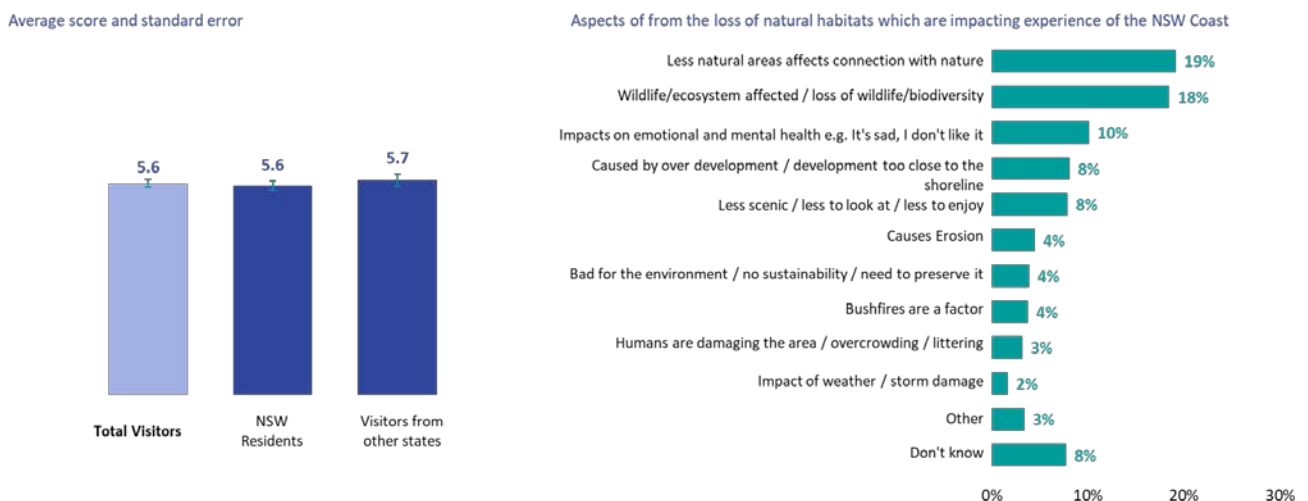 Average score and standard error
5.6
5.6
5.7
Total Visitors
NSW
Residents
Visitors from
other states
Aspects of from the loss of natural habitats which are impacting experience of the NSW Coast
Less natural areas affects connection with nature
19%
Wildlife/ecosystem affected / loss of wildlife/biodiversity
18%
Impacts on emotional and mental health e.g. It's sad, I don't like it
10%
Caused by over development / development too close to the
shoreline
8%
Less scenic / less to look at / less to enjoy
8%
Causes Erosion
4%
Bad for the environment / no sustainability / need to preserve it
4%
Bushfires are a factor
4%
Humans are damaging the area / overcrowding / littering
3%
Impact of weather / storm damage
2%
Other
3%
Don't know
8%
0%
10%
20%
30%